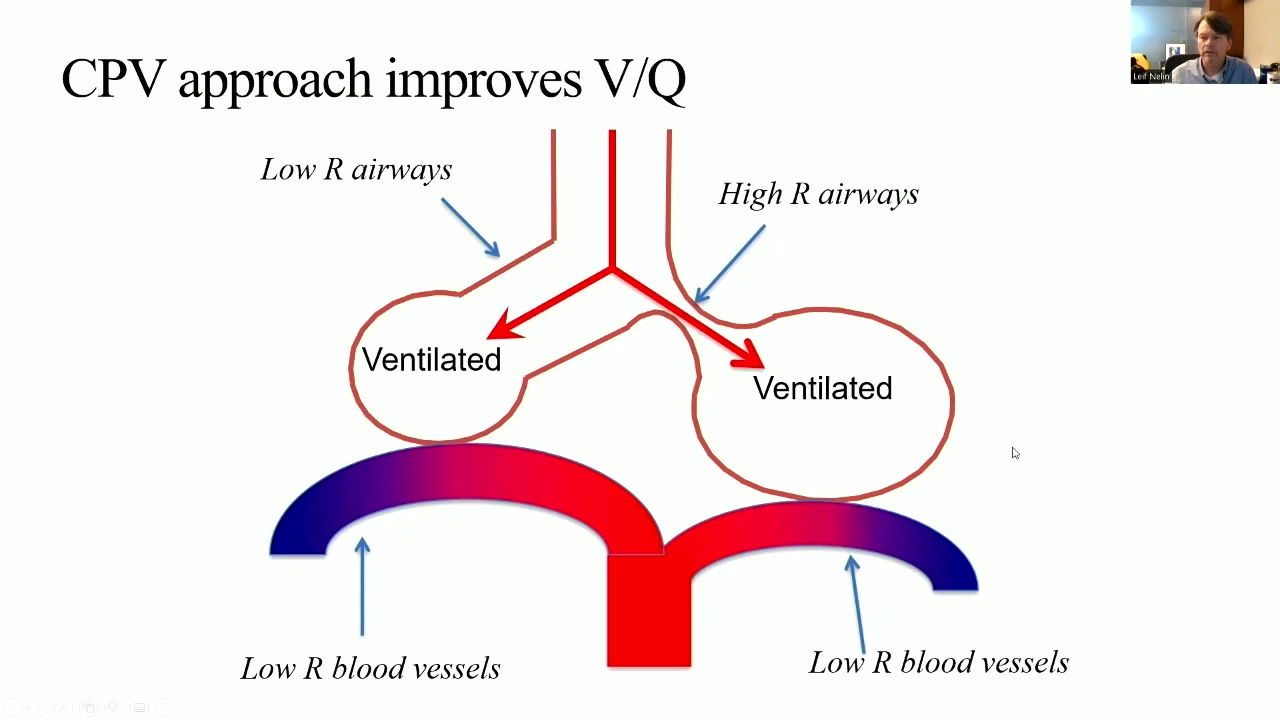 CPV approach improves V/Q
Leif Nelin
Low R airways
High R airways
Ventilated
Ventilated
Low R blood vessels
Low R blood vessels